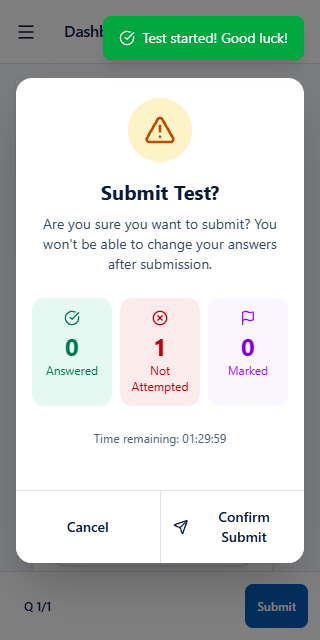 Dashb
Test started! Good luck!
Submit Test?
Are you sure you want to submit? You
won't be able to change your answers
after submission.
0
Answered
1
Not
Attempted
0
Marked
Time remaining: 01:29:59
Cancel
Confirm
Submit
Q 1/1
Submit